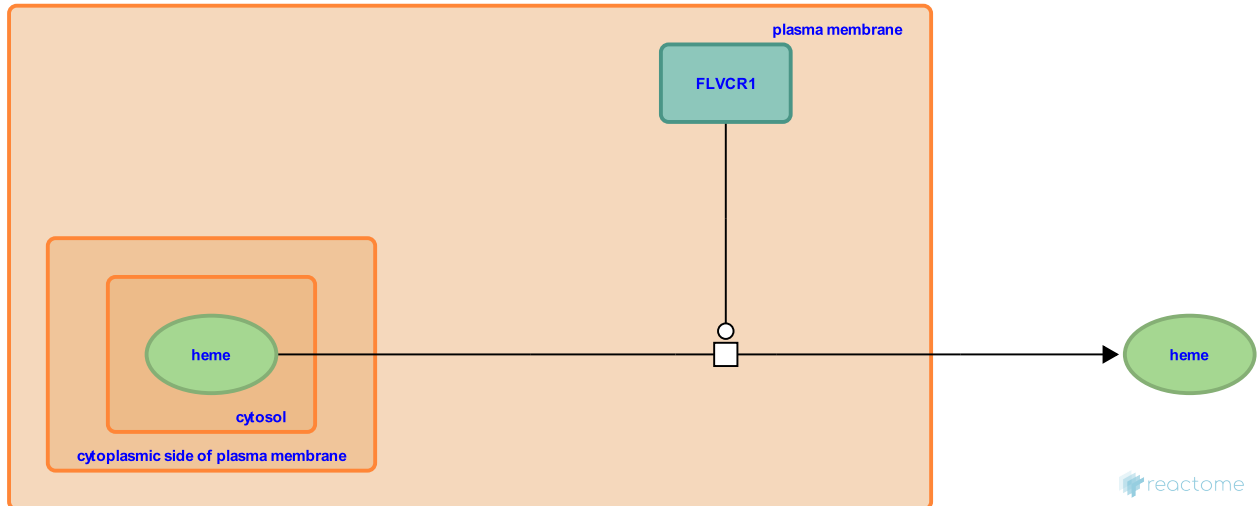 plasma membrane
FLVCR1
heme
heme
cytosol
cytoplasmic side of plasma membrane
reactome